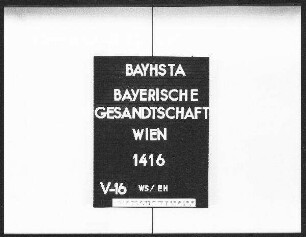 BAYHSTA
BAYERISCHE
GESANDTSCHAFT
WIEN
1416
V-16 WS/EH